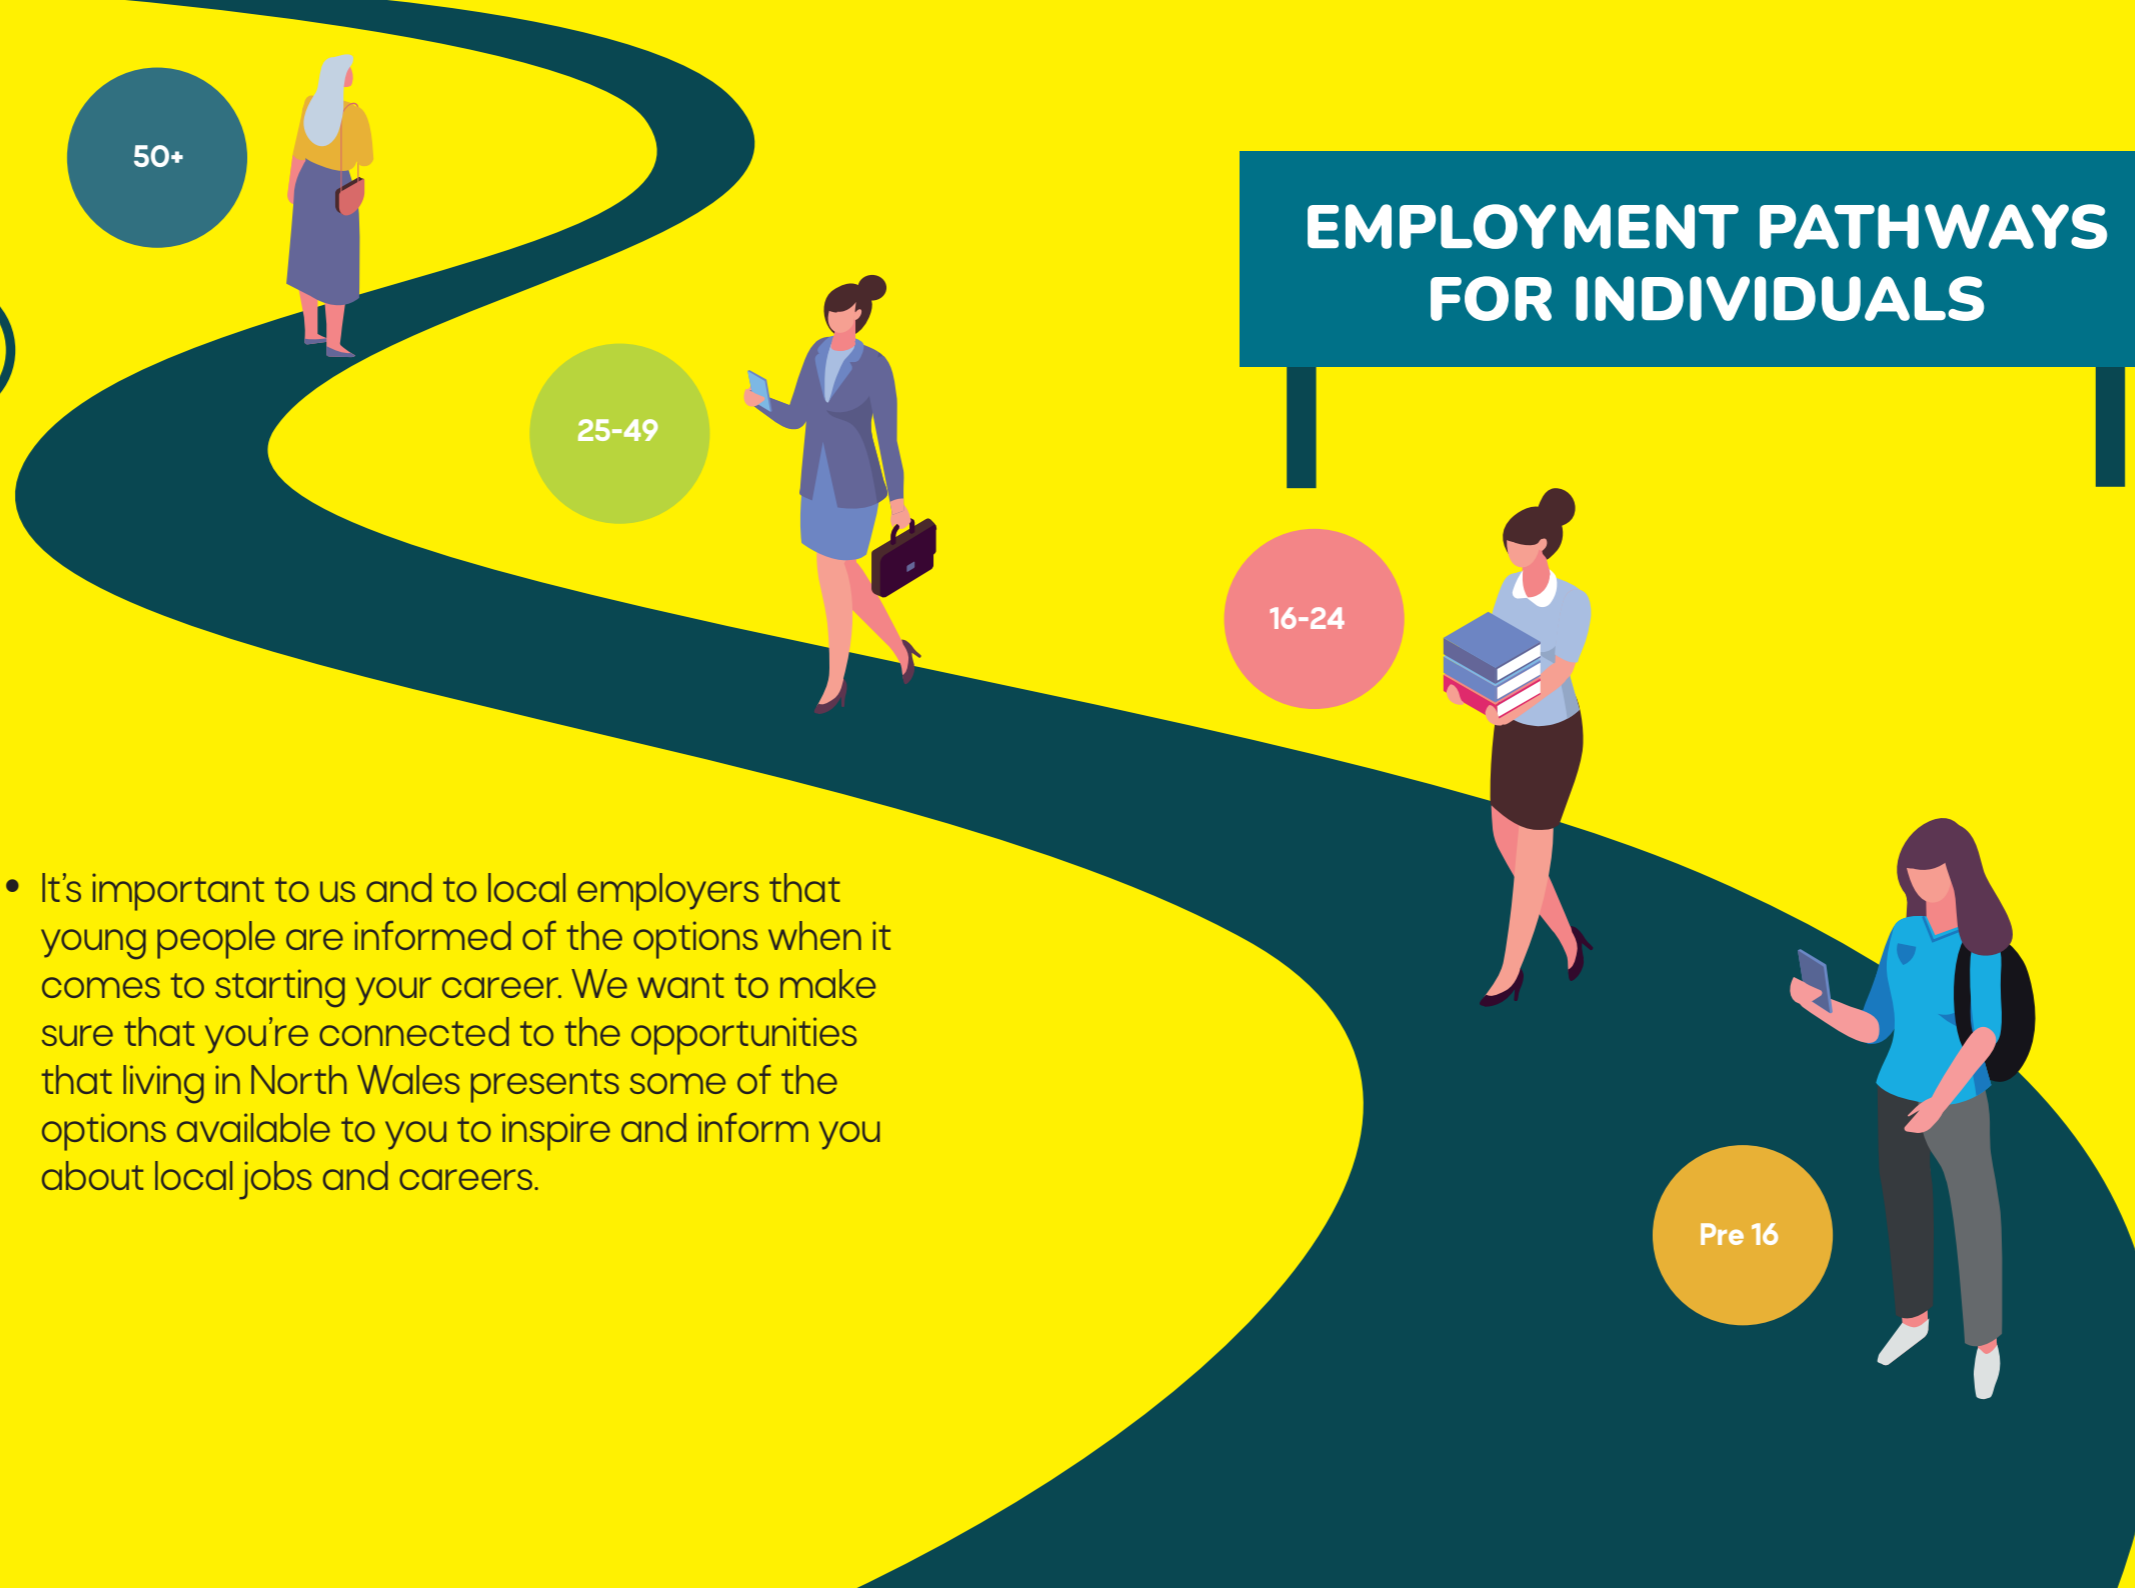 50+
EMPLOYMENT PATHWAYS
FOR INDIVIDUALS
25-49
16-24
• It's important to us and to local employers that
young people are informed of the options when it
comes to starting your career. We want to make
sure that you're connected to the opportunities
that living in North Wales presents some of the
options available to you to inspire and inform you
about local jobs and careers.
Pre 16